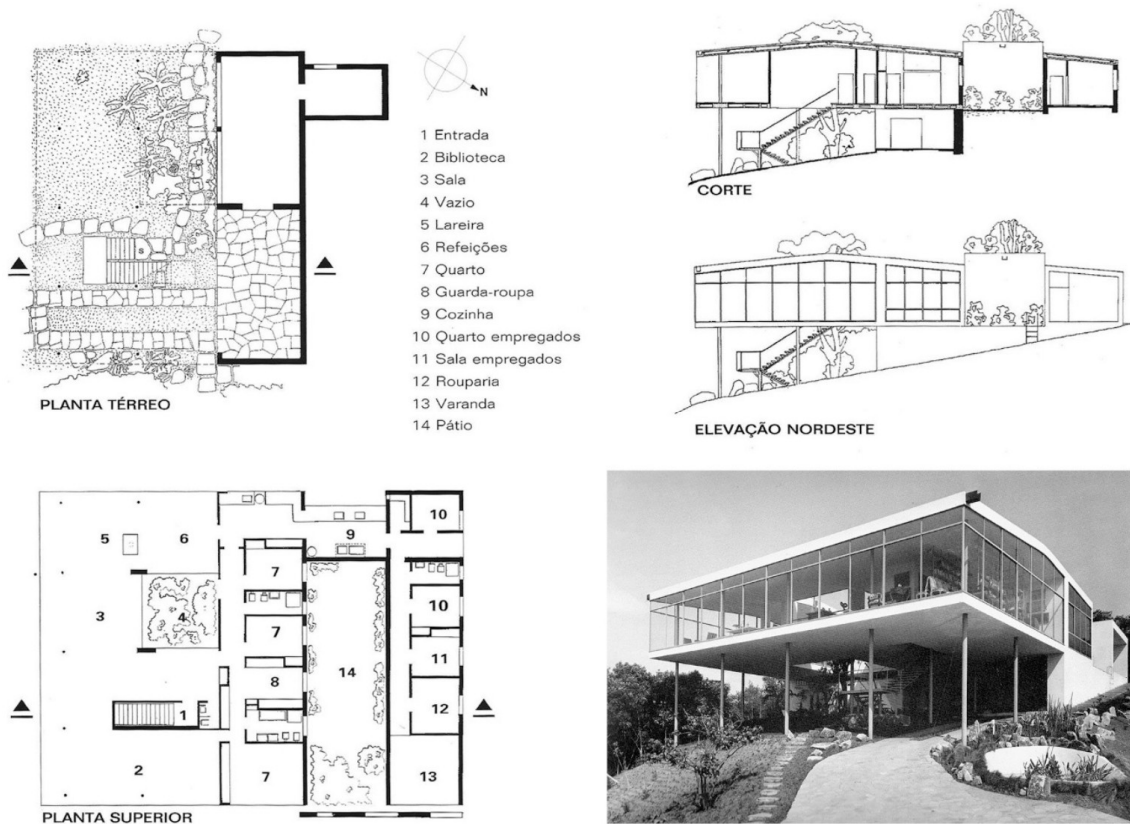 N
1 Entrada
2 Biblioteca
3 Sala
4 Vazio
5 Lareira
6 Refeições
7 Quarto
8 Guarda-roupa
9 Cozinha
10 Quarto empregados
11 Sala empregados
12 Rouparia
13 Varanda
14 Pátio
S
PLANTA TÉRREO
CORTE
ELEVAÇÃO NORDESTE
10
5
6
9
7
10
3
4
7
11
8
14
12
1
2
7
13
PLANTA SUPERIOR